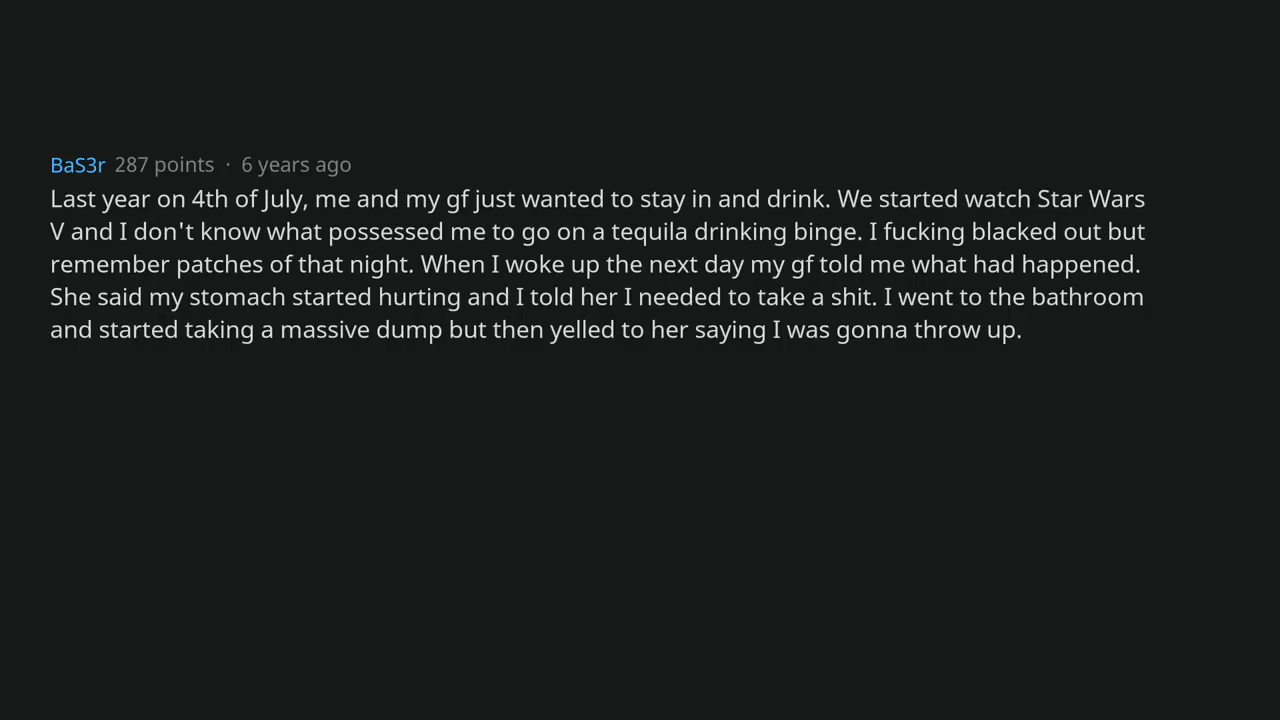 BaS3r 287 points · 6 years ago
Last year on 4th of July, me and my gf just wanted to stay in and drink. We started watch Star Wars
V and I don't know what possessed me to go on a tequila drinking binge. I fucking blacked out but
remember patches of that night. When I woke up the next day my gf told me what had happened.
She said my stomach started hurting and I told her I needed to take a shit. I went to the bathroom
and started taking a massive dump but then yelled to her saying I was gonna throw up.